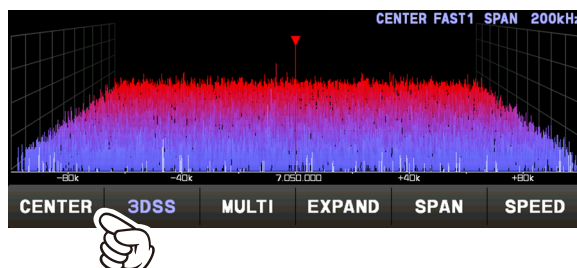 CENTER FAST1 SPAN 200kHz
-80k -40k 7.050.000 +40k +80k
CENTER 3DSS MULTI EXPAND SPAN SPEED